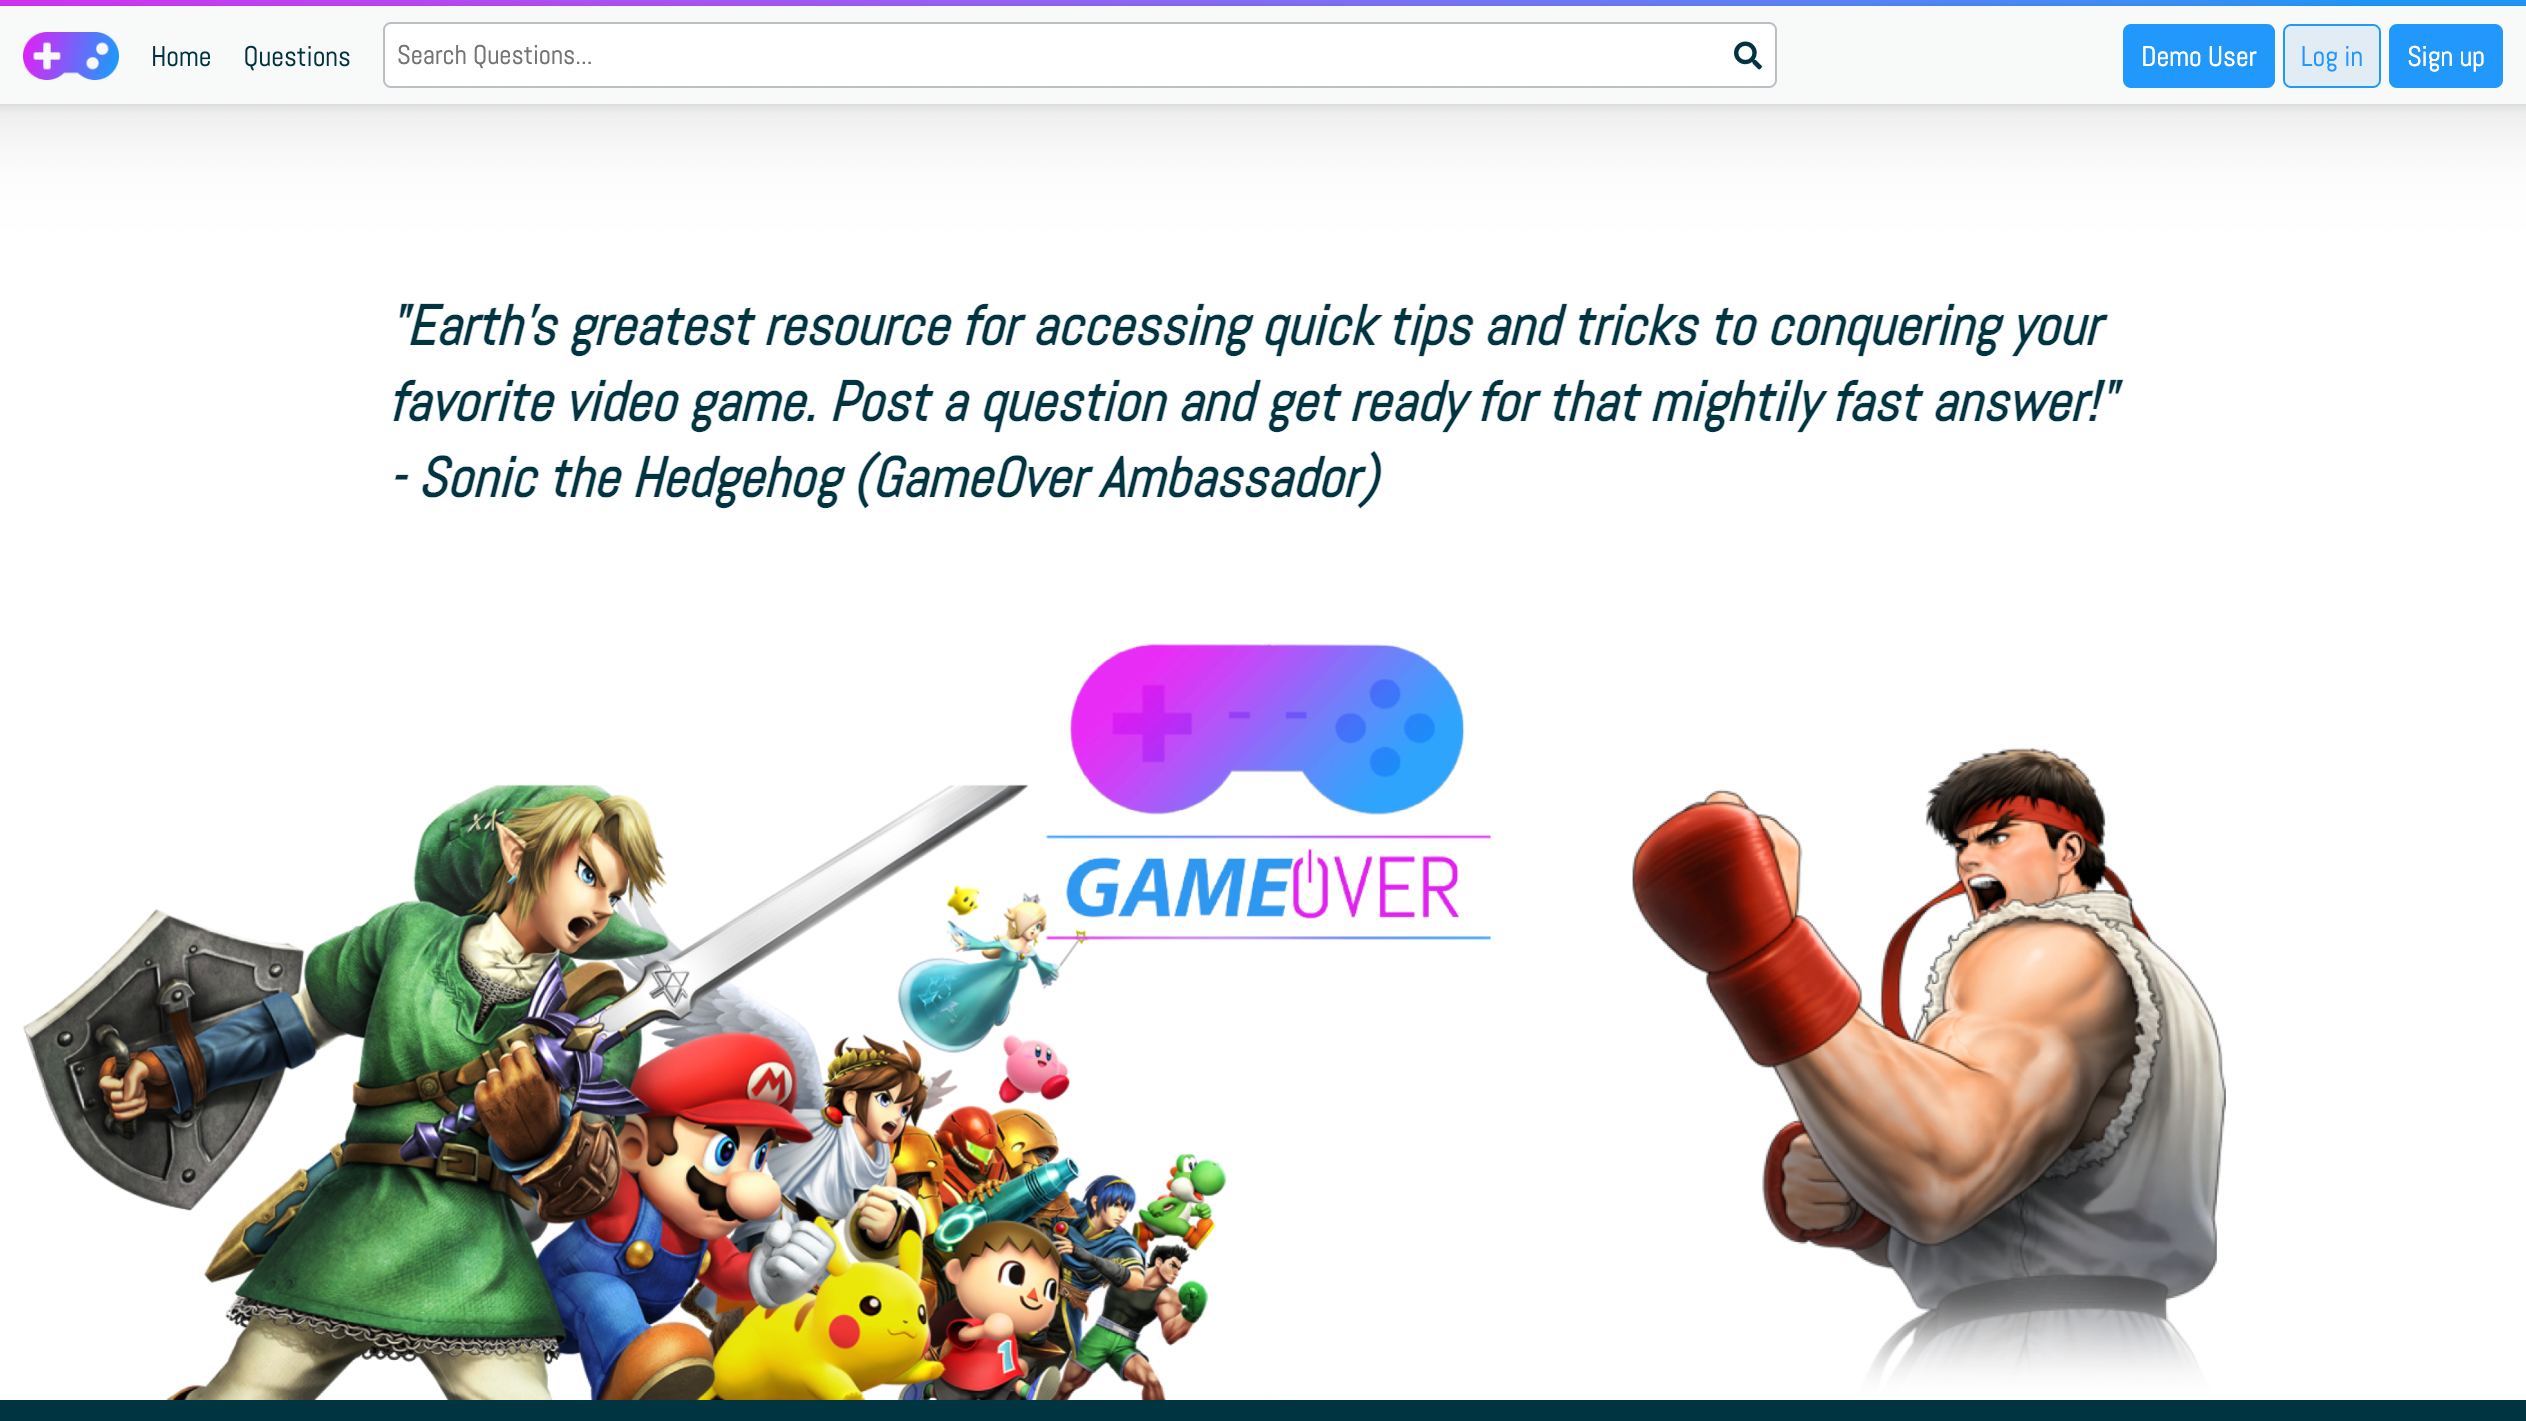 Home
Questions
Search Questions...
Demo User
Log in
Sign up
"Earth's greatest resource for accessing quick tips and tricks to conquering your
favorite video game. Post a question and get ready for that mightily fast answer!"
- Sonic the Hedgehog (GameOver Ambassador)
GAMEOVER
M
1